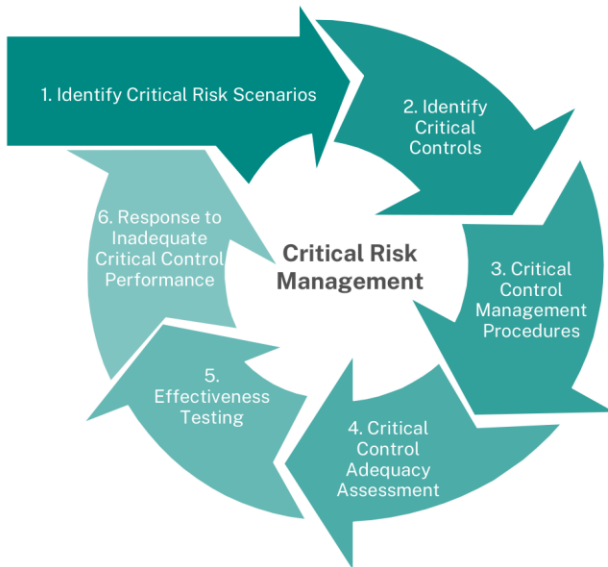 1. Identify Critical Risk Scenarios
2. Identify
Critical
Controls
3. Critical
Control
Management
Procedures
4. Critical
Control
Adequacy
Assessment
5.
Effectiveness
Testing
6. Response to
Inadequate
Critical Control
Performance
Critical Risk
Management